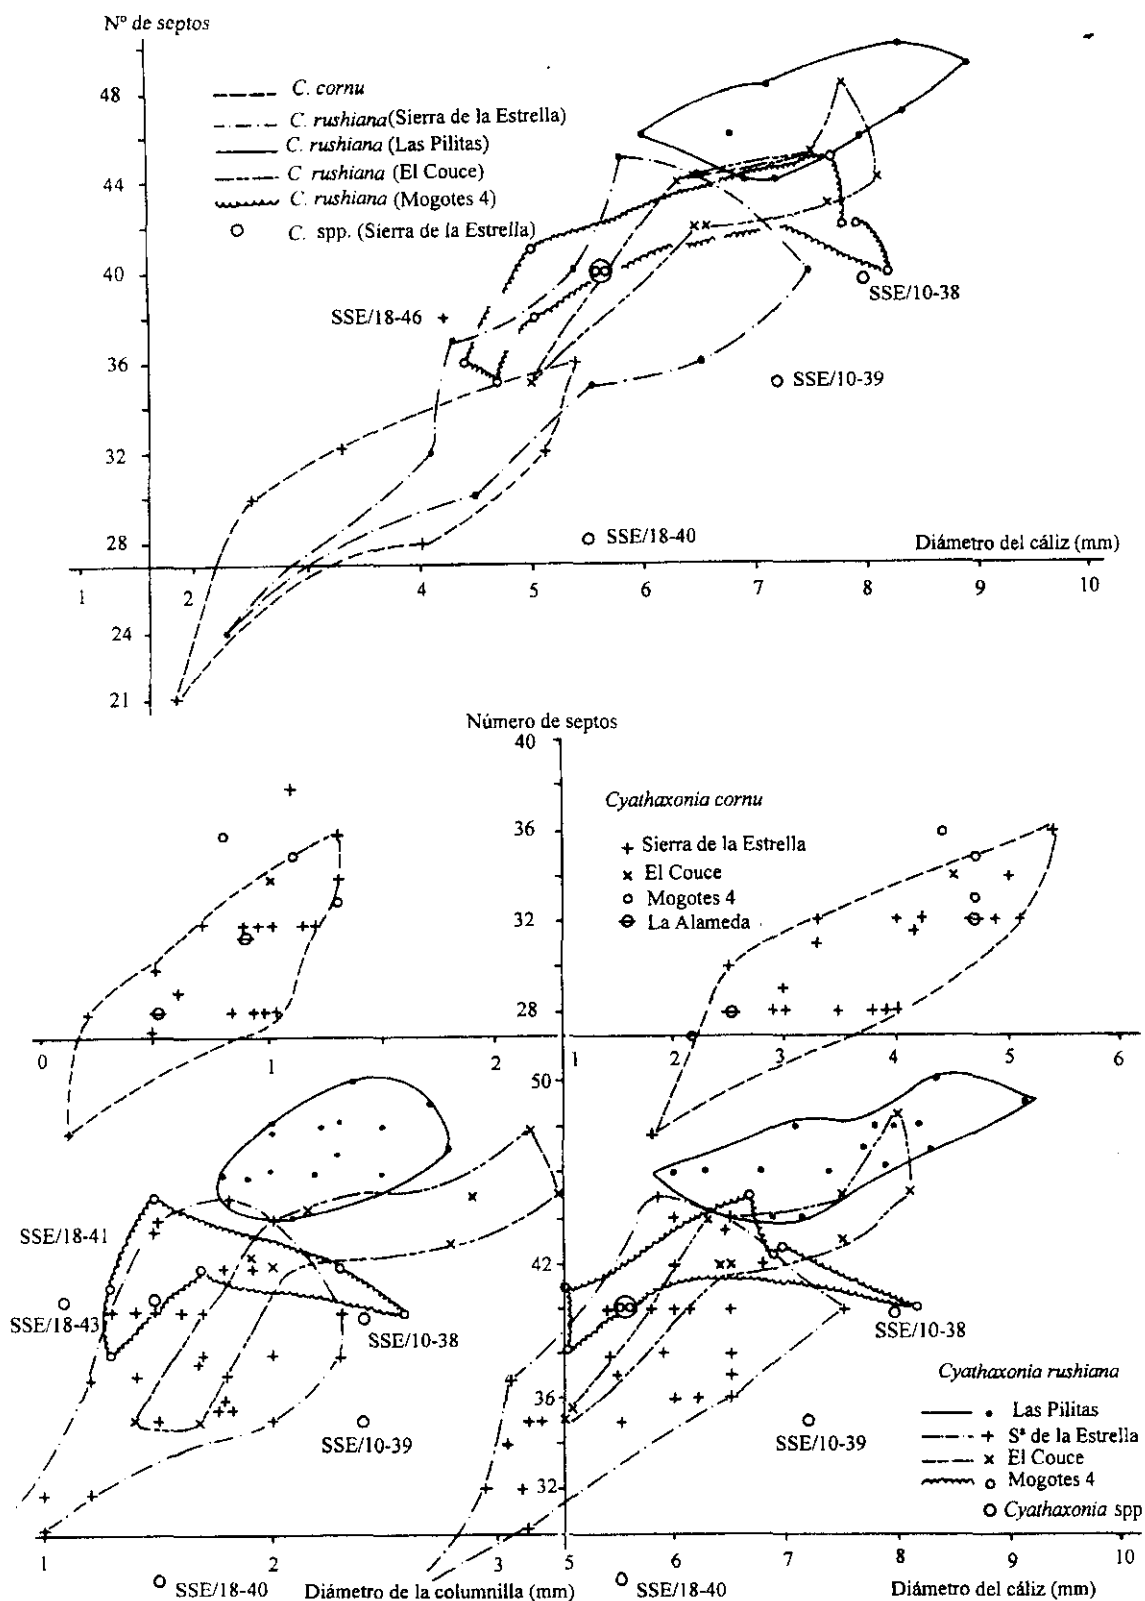 Nº de septos
48
44
40
36
32
28
24
21
C. cornu
C. rushiana (Sierra de la Estrella)
C. rushiana (Las Pilitas)
C. rushiana (El Couce)
C. rushiana (Mogotes 4)
C. spp. (Sierra de la Estrella)
SSE/18-46
SSE/10-38
SSE/10-39
SSE/18-40
Diámetro del cáliz (mm)
1 2 4 5 6 7 8 9 10
Número de septos
40
36
32
28
Cyathaxonia cornu
Sierra de la Estrella
El Couce
Mogotes 4
La Alameda
0 1 2 1 2 3 4 5 6
50
42
36
32
SSE/18-41
SSE/18-43
SSE/10-38
SSE/10-39
SSE/10-38
SSE/10-39
Cyathaxonia rushiana
Las Pilitas
Sª de la Estrella
El Couce
Mogotes 4
Cyathaxonia spp
1 2 3 5 6 7 8 9 10
SSE/18-40
Diámetro de la columnilla (mm)
SSE/18-40
Diámetro del cáliz (mm)